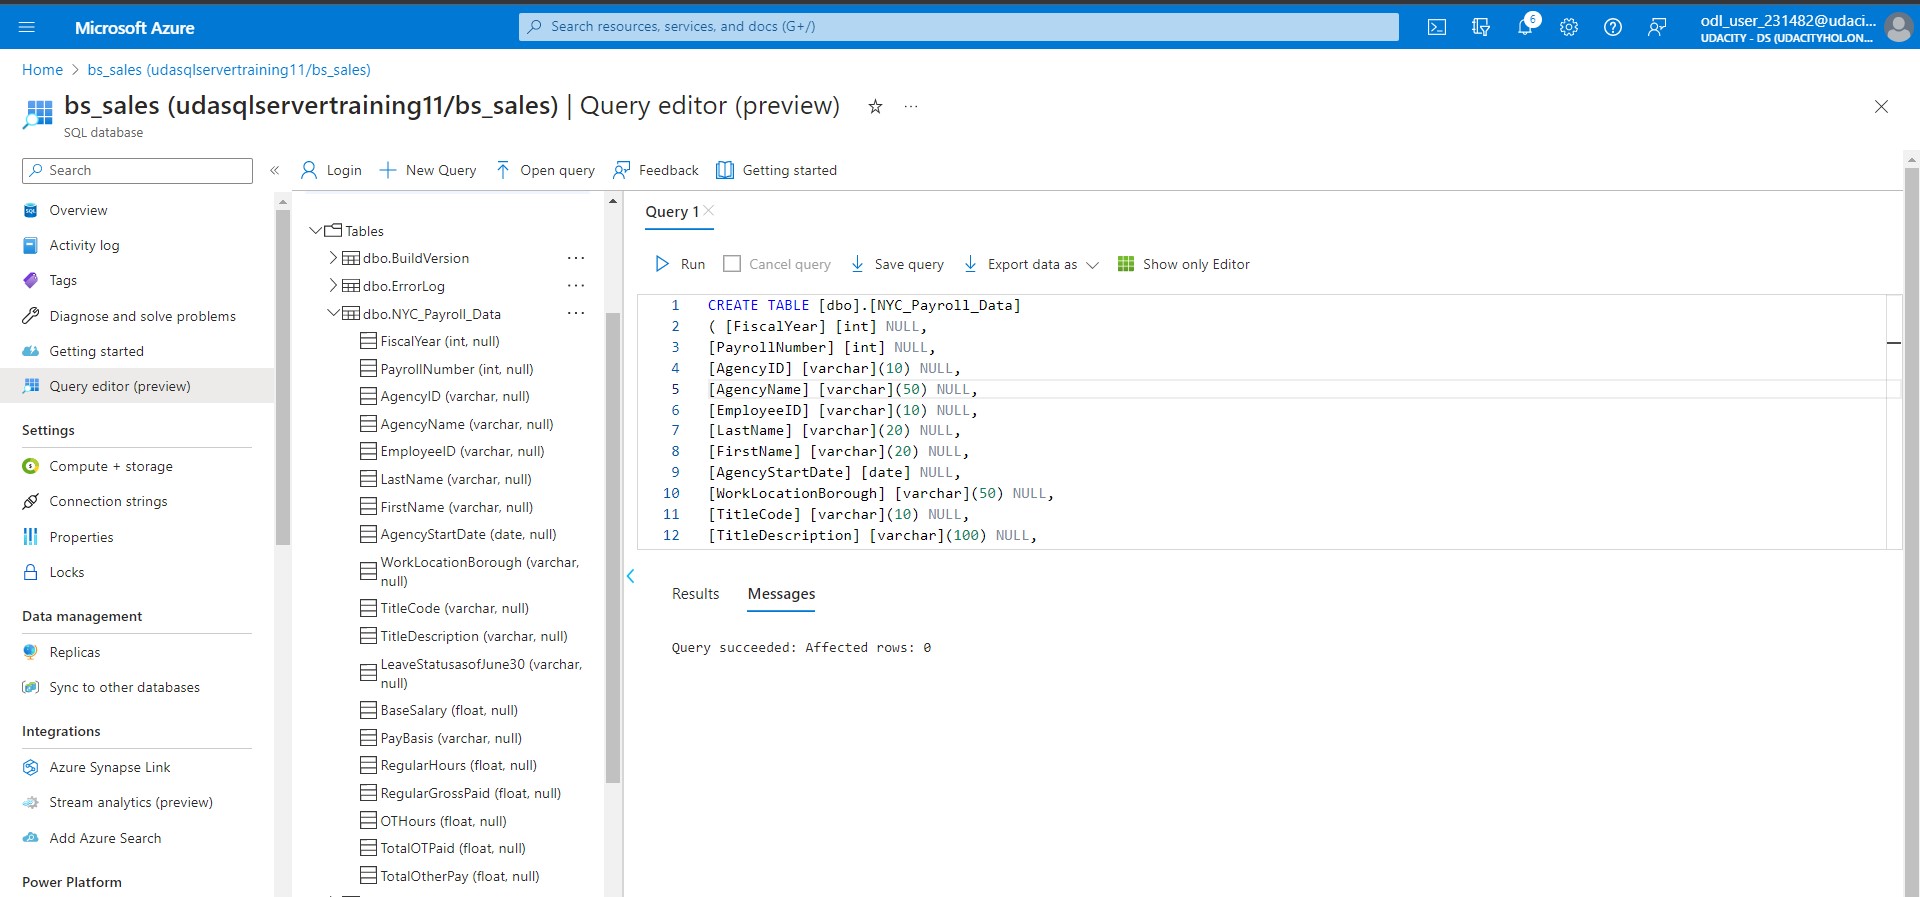 Microsoft Azure
Search resources, services, and docs (G+/)
6
odl_user_231482@udaci...
UDACITY - DS (UDACITYHOL.ON...
Home > bs_sales (udasqlservertraining11/bs_sales)
bs_sales (udasqlservertraining11/bs_sales) | Query editor (preview)
SQL database
Search
Login
New Query
Open query
Feedback
Getting started
Overview
Activity log
Tags
Diagnose and solve problems
Getting started
Query editor (preview)
Settings
Compute + storage
Connection strings
Properties
Locks
Data management
Replicas
Sync to other databases
Integrations
Azure Synapse Link
Stream analytics (preview)
Add Azure Search
Power Platform
Tables
dbo.BuildVersion
dbo.ErrorLog
dbo.NYC_Payroll_Data
FiscalYear (int, null)
PayrollNumber (int, null)
AgencyID (varchar, null)
AgencyName (varchar, null)
EmployeeID (varchar, null)
LastName (varchar, null)
FirstName (varchar, null)
AgencyStartDate (date, null)
WorkLocationBorough (varchar,
null)
TitleCode (varchar, null)
TitleDescription (varchar, null)
LeaveStatusasofJune30 (varchar,
null)
BaseSalary (float, null)
PayBasis (varchar, null)
RegularHours (float, null)
RegularGrossPaid (float, null)
OTHours (float, null)
TotalOTPaid (float, null)
TotalOtherPay (float, null)
Query 1
Run
Cancel query
Save query
Export data as
Show only Editor
1 CREATE TABLE [dbo].[NYC_Payroll_Data]
2 ( [FiscalYear] [int] NULL,
3 [PayrollNumber] [int] NULL,
4 [AgencyID] [varchar](10) NULL,
5 [AgencyName] [varchar](50) NULL,
6 [EmployeeID] [varchar](10) NULL,
7 [LastName] [varchar](20) NULL,
8 [FirstName] [varchar](20) NULL,
9 [AgencyStartDate] [date] NULL,
10 [WorkLocationBorough] [varchar](50) NULL,
11 [TitleCode] [varchar](10) NULL,
12 [TitleDescription] [varchar](100) NULL,
Results
Messages
Query succeeded: Affected rows: 0